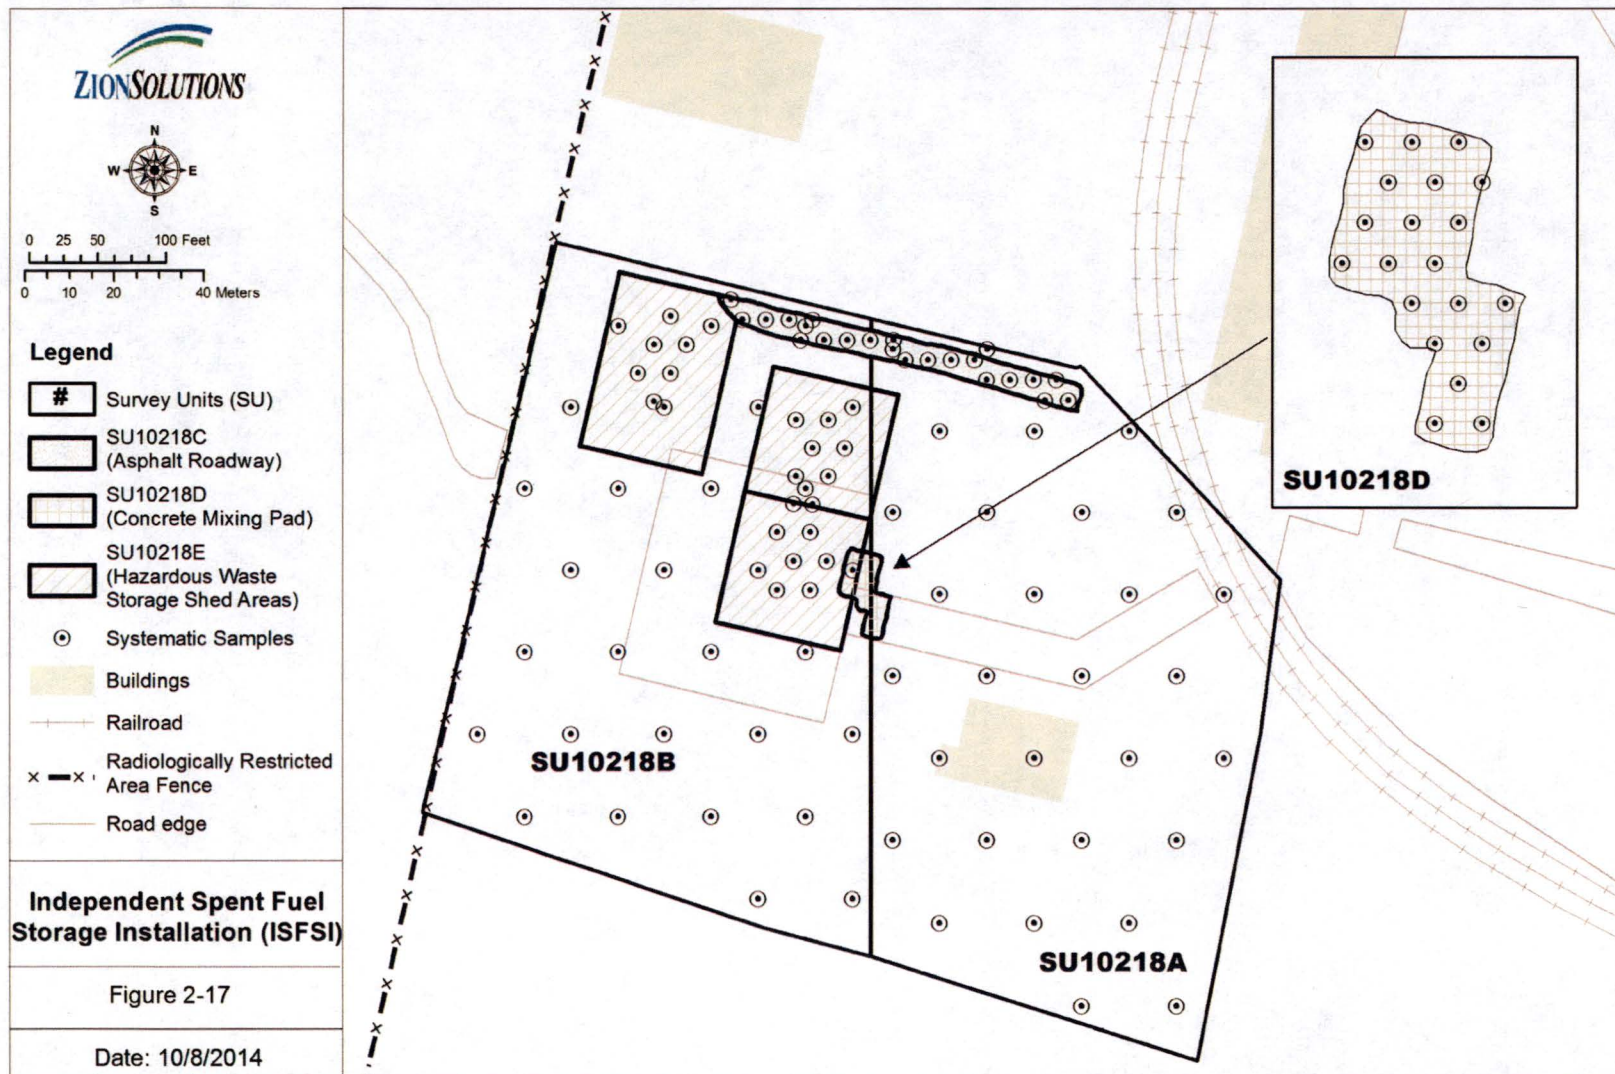 ZIONSOLUTIONS
N
W E
S
0 25 50 100 Feet
0 10 20 40 Meters
Legend
# Survey Units (SU)
SU10218C
(Asphalt Roadway)
SU10218D
(Concrete Mixing Pad)
SU10218E
(Hazardous Waste
Storage Shed Areas)
Systematic Samples
Buildings
Railroad
Radiologically Restricted
Area Fence
Road edge
Independent Spent Fuel
Storage Installation (ISFSI)
Figure 2-17
Date: 10/8/2014
SU10218D
SU10218B
SU10218A